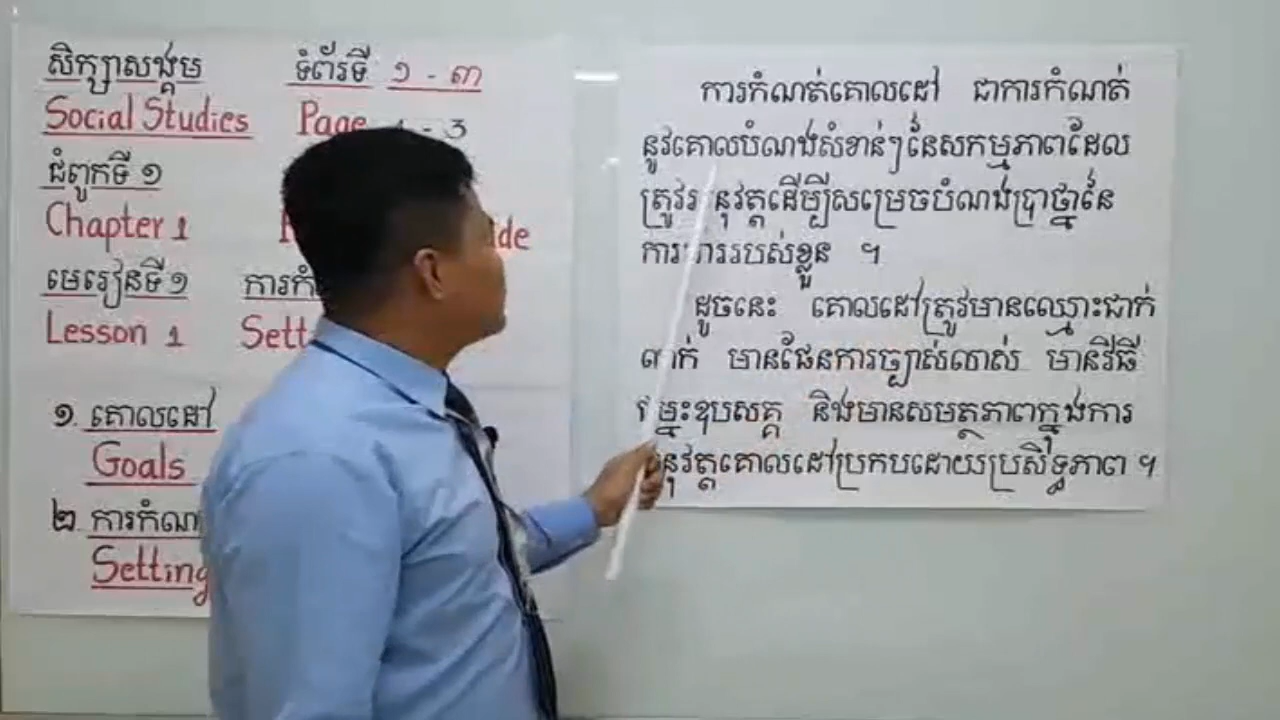 សិក្សាសង្គម ទំព័រទី ១ - ៣
Social Studies Page 1 - 3
ជំពូកទី ១
Chapter 1
មេរៀនទី ១
Lesson 1
១. គោលដៅ
Goals
២. ការកំណ
Setting
ការកំណត់គោលដៅ ជាការកំណត់
នូវគោលបំណងសំខាន់ៗនៃសកម្មភាពដែល
ត្រូវ នុវត្តដើម្បីសម្រេចបំណងប្រាថ្នានៃ
ការងាររបស់ខ្លួន ។
ដូចនេះ គោលដៅត្រូវមានឈ្មោះជាក់
លាក់ មានផែនការច្បាស់លាស់ មានវិធី
ម្នះឧបសគ្គ និងមានសមត្ថភាពក្នុងការ
នុវត្តគោលដៅប្រកបដោយប្រសិទ្ធភាព ។